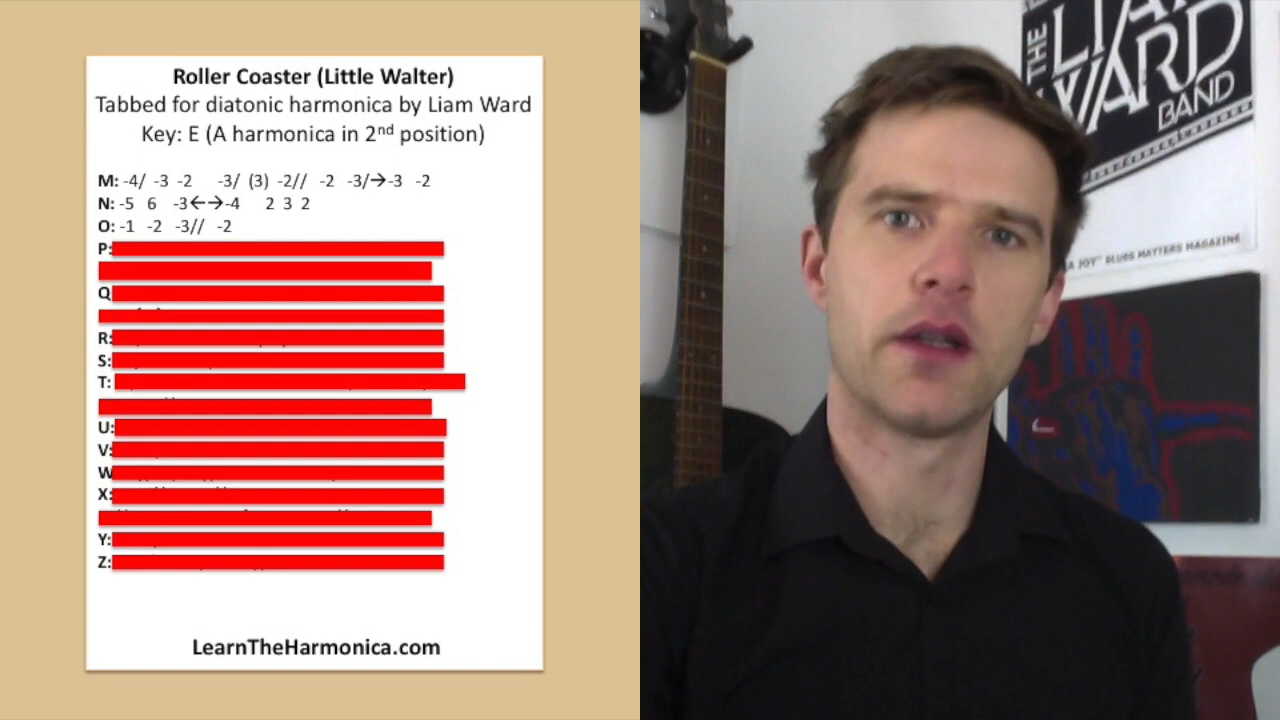 Roller Coaster (Little Walter)
Tabbed for diatonic harmonica by Liam Ward
Key: E (A harmonica in 2nd position)
M: -4/ -3 -2 -3/ (3) -2// -2 -3/→-3 -2
N: -5 6 -3←→-4 2 3 2
O: -1 -2 -3// -2
P:
Q
R:
S:
T:
U:
V:
W
X:
Y:
Z:
LearnTheHarmonica.com
THE
LIAM
WARD
BAND
A JOY" BLUES MATTERS MAGAZINE